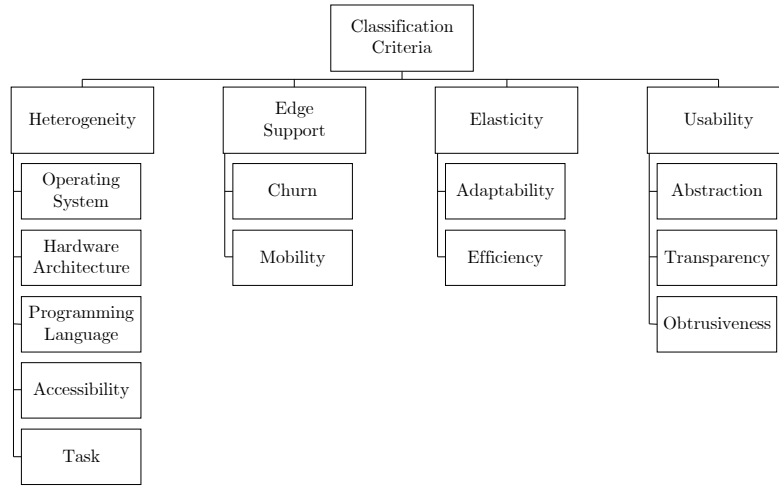 Classification
Criteria
Heterogeneity
Edge
Support
Elasticity
Usability
Operating
System
Churn
Adaptability
Abstraction
Hardware
Architecture
Mobility
Efficiency
Transparency
Programming
Language
Obtrusiveness
Accessibility
Task